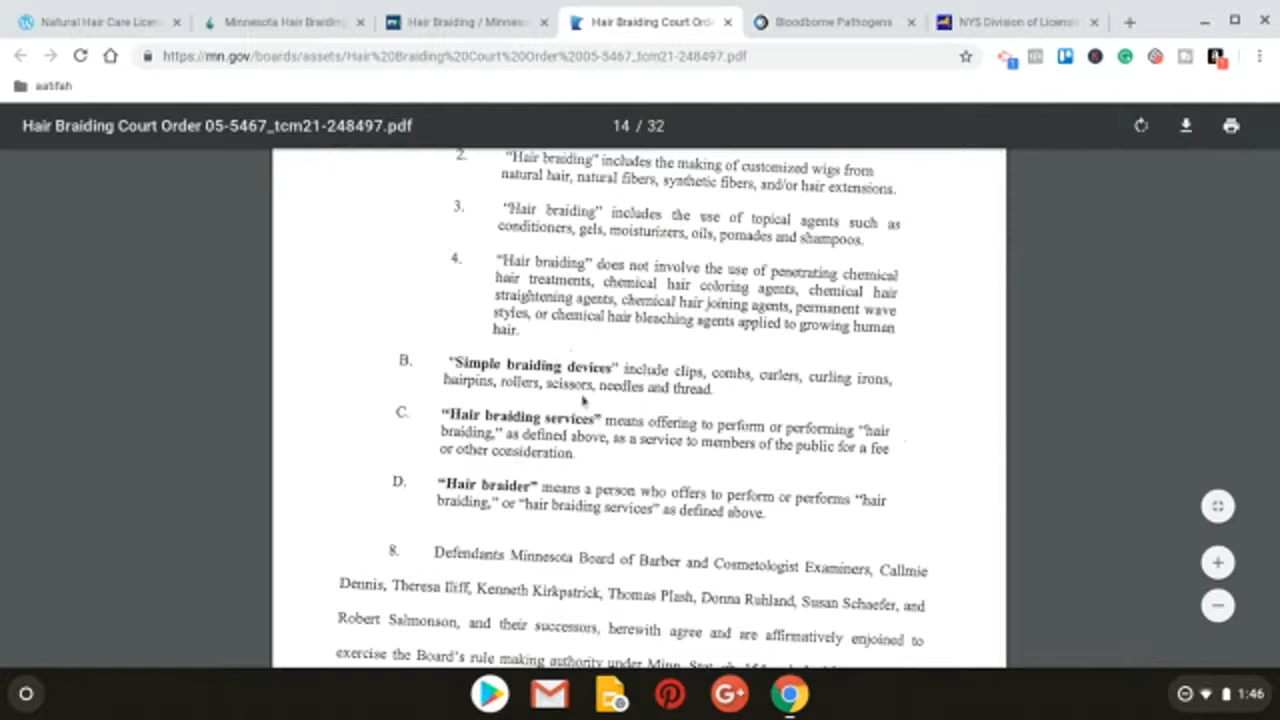 Natural Hair Care Licen
Minnesota Hair Braiding
Hair Braiding / Minnes
Hair Braiding Court Ord
Bloodborne Pathogens
NYS Division of Licensi
https://mn.gov/boards/assets/Hair%20Braiding%20Court%20Order%2005-5467_tcm21-248497.pdf
1
1
aatifah
Hair Braiding Court Order 05-5467_tcm21-248497.pdf
14 / 32
2. "Hair braiding" includes the making of customized wigs from
natural hair, natural fibers, synthetic fibers, and/or hair extensions.
3. "Hair braiding" includes the use of topical agents such as
conditioners, gels, moisturizers, oils, pomades and shampoos.
4. "Hair braiding" does not involve the use of penetrating chemical
hair treatments, chemical hair coloring agents, chemical hair
straightening agents, chemical hair joining agents, permanent wave
styles, or chemical hair bleaching agents applied to growing human
hair.
B. "Simple braiding devices" include clips, combs, curlers, curling irons,
hairpins, rollers, scissors, needles and thread.
C. "Hair braiding services" means offering to perform or performing "hair
braiding," as defined above, as a service to members of the public for a fee
or other consideration.
D. "Hair braider" means a person who offers to perform or performs "hair
braiding," or "hair braiding services" as defined above.
8. Defendants Minnesota Board of Barber and Cosmetologist Examiners, Callmie
Dennis, Theresa Iliff, Kenneth Kirkpatrick, Thomas Plash, Donna Ruhland, Susan Schaefer, and
Robert Salmonson, and their successors, herewith agree and are affirmatively enjoined to
exercise the Board's rule making authority under Minn. Stat.
1:46